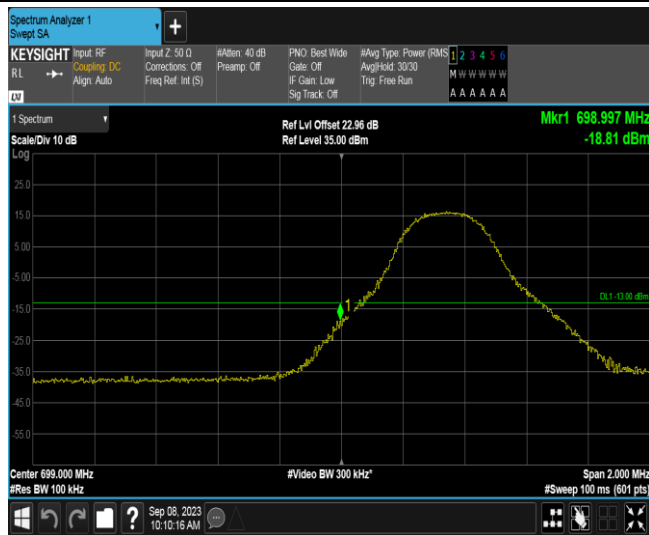 Spectrum Analyzer 1
Swept SA
+
KEYSIGHT
RL
LXI
Input: RF
Coupling: DC
Align: Auto
Input Z: 50 Ω
Corrections: Off
Freq Ref: Int (S)
#Atten: 40 dB
Preamp: Off
PNO: Best Wide
Gate: Off
IF Gain: Low
Sig Track: Off
#Avg Type: Power (RMS
Avg|Hold: 30/30
Trig: Free Run
1 2 3 4 5 6
M W W W W W
A A A A A A
1 Spectrum
Scale/Div 10 dB
Log
Ref Lvl Offset 22.96 dB
Ref Level 35.00 dBm
Mkr1 698.997 MHz
-18.81 dBm
25.0
15.0
5.00
-5.00
-15.0
-25.0
-35.0
-45.0
-55.0
1
DL1 -13.00 dBm
Center 699.000 MHz
#Res BW 100 kHz
#Video BW 300 kHz*
Span 2.000 MHz
#Sweep 100 ms (601 pts)
?
Sep 08, 2023
10:10:16 AM